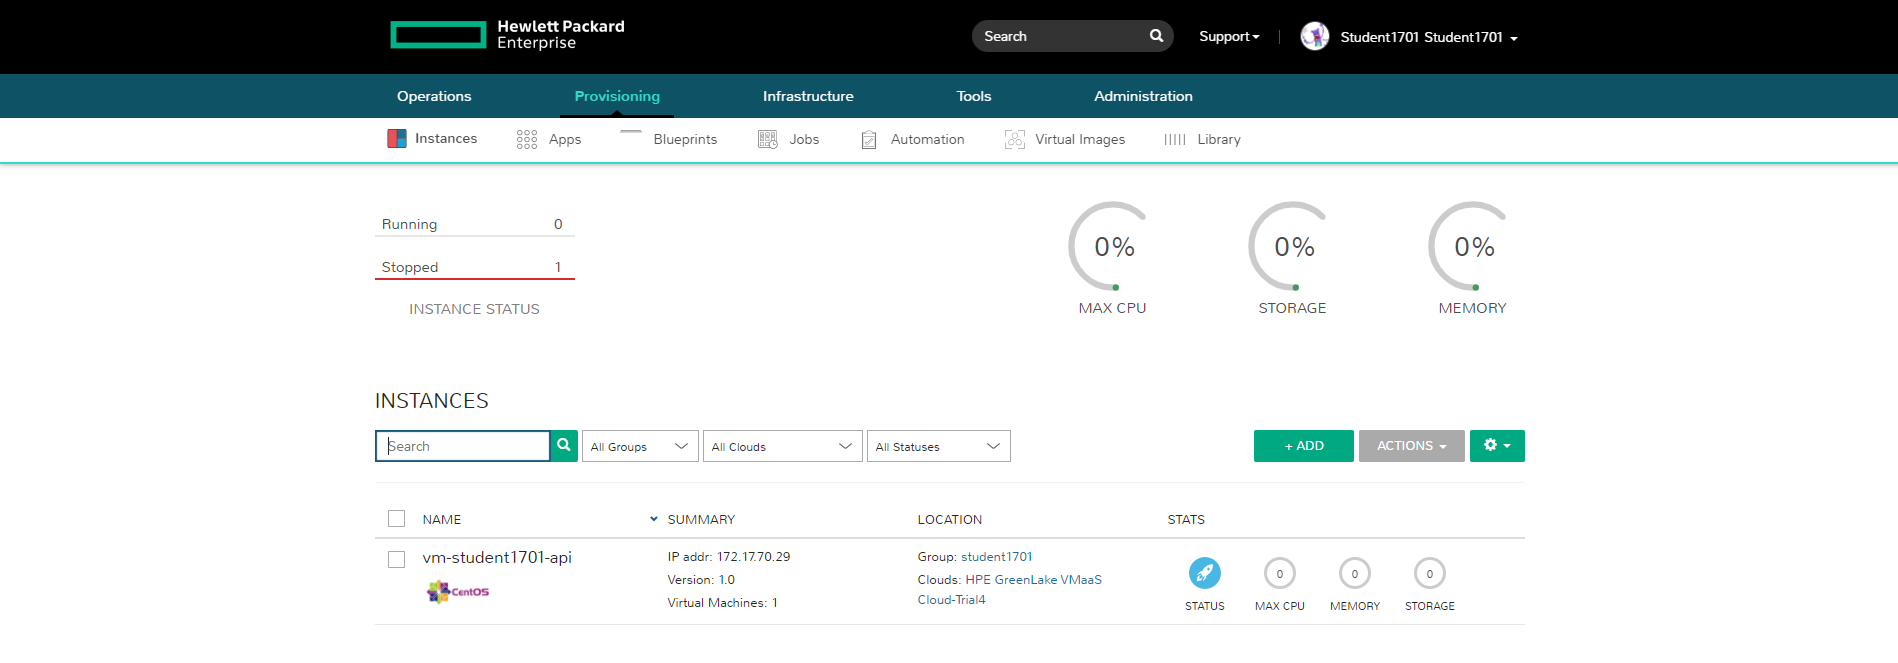 Hewlett Packard
Enterprise
Search
Support
Student1701 Student1701
Operations
Provisioning
Infrastructure
Tools
Administration
Instances
Apps
Blueprints
Jobs
Automation
Virtual Images
Library
Running 0
Stopped 1
INSTANCE STATUS
0%
MAX CPU
0%
STORAGE
0%
MEMORY
INSTANCES
Search
All Groups
All Clouds
All Statuses
+ ADD
ACTIONS
NAME
SUMMARY
LOCATION
STATS
vm-student1701-api
CentOS
IP addr: 172.17.70.29
Version: 1.0
Virtual Machines: 1
Group: student1701
Clouds: HPE GreenLake VMaaS
Cloud-Trial4
STATUS
0
MAX CPU
0
MEMORY
0
STORAGE